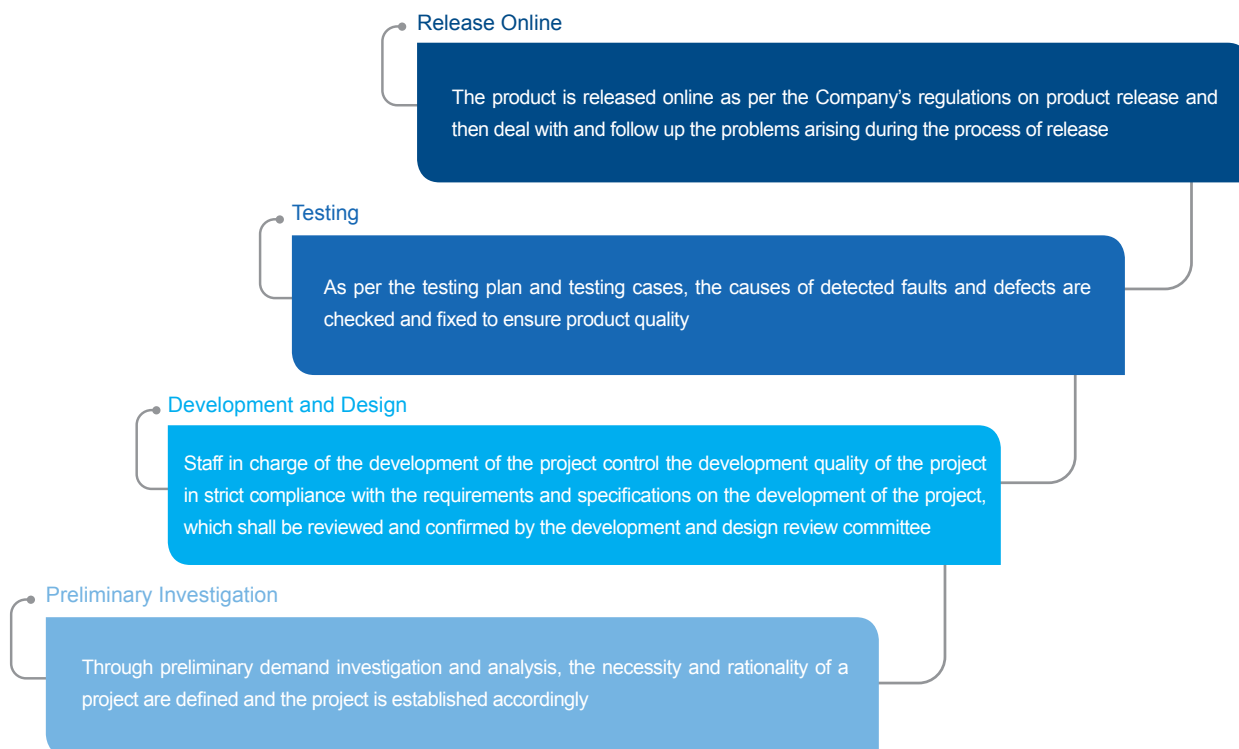 Release Online
The product is released online as per the Company’s regulations on product release and
then deal with and follow up the problems arising during the process of release
Testing
As per the testing plan and testing cases, the causes of detected faults and defects are
checked and fixed to ensure product quality
Development and Design
Staff in charge of the development of the project control the development quality of the project
in strict compliance with the requirements and specifications on the development of the project,
which shall be reviewed and confirmed by the development and design review committee
Preliminary Investigation
Through preliminary demand investigation and analysis, the necessity and rationality of a
project are defined and the project is established accordingly